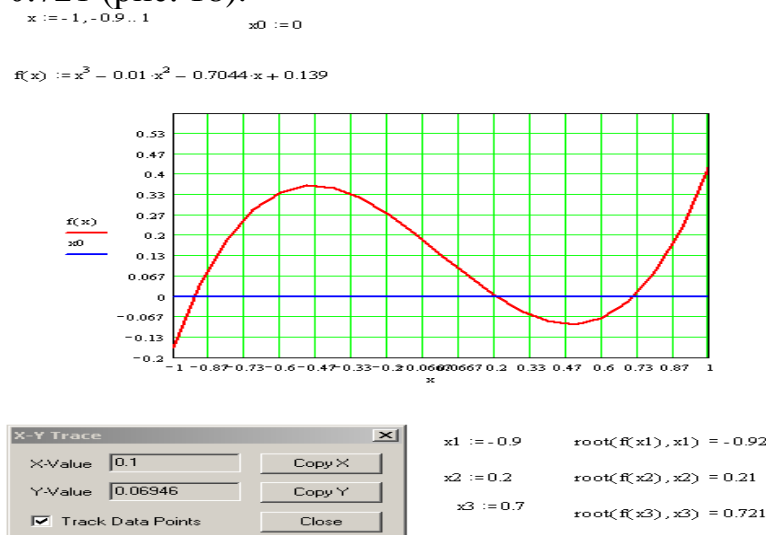 x := -1, -0.9.. 1
x0 := 0
f(x) := x³ − 0.01·x² − 0.7044·x + 0.139
0.53
0.47
0.4
0.33
0.27
0.2
0.13
0.067
0
−0.067
−0.13
−0.2
f(x)
x0
−1 −0.87 −0.73 −0.6 −0.47 −0.33 −0.2 0.0667 0.0667 0.2 0.33 0.47 0.6 0.73 0.87 1
x
X-Y Trace
X-Value 0.1 Copy X
Y-Value 0.06946 Copy Y
Track Data Points Close
x1 := -0.9 root(f(x1), x1) = -0.92
x2 := 0.2 root(f(x2), x2) = 0.21
x3 := 0.7 root(f(x3), x3) = 0.721